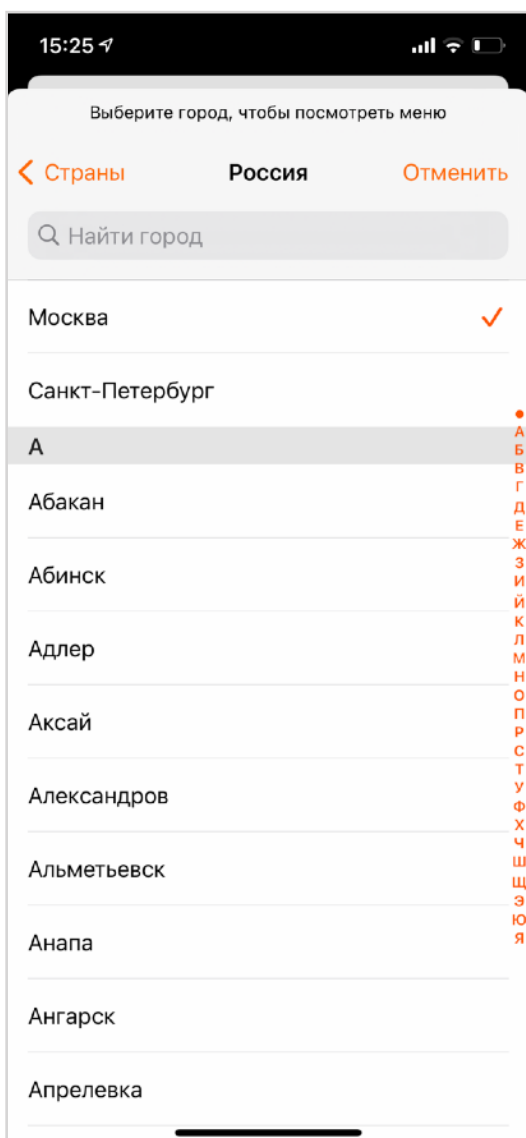 15:25
Выберите город, чтобы посмотреть меню
Страны
Россия
Отменить
Найти город
Москва
Санкт-Петербург
А
Абакан
Абинск
Адлер
Аксай
Александров
Альметьевск
Анапа
Ангарск
Апрелевка
А
Б
В
Г
Д
Е
Ж
З
И
Й
К
Л
М
Н
О
П
Р
С
Т
У
Ф
Х
Ч
Ш
Щ
Э
Ю
Я